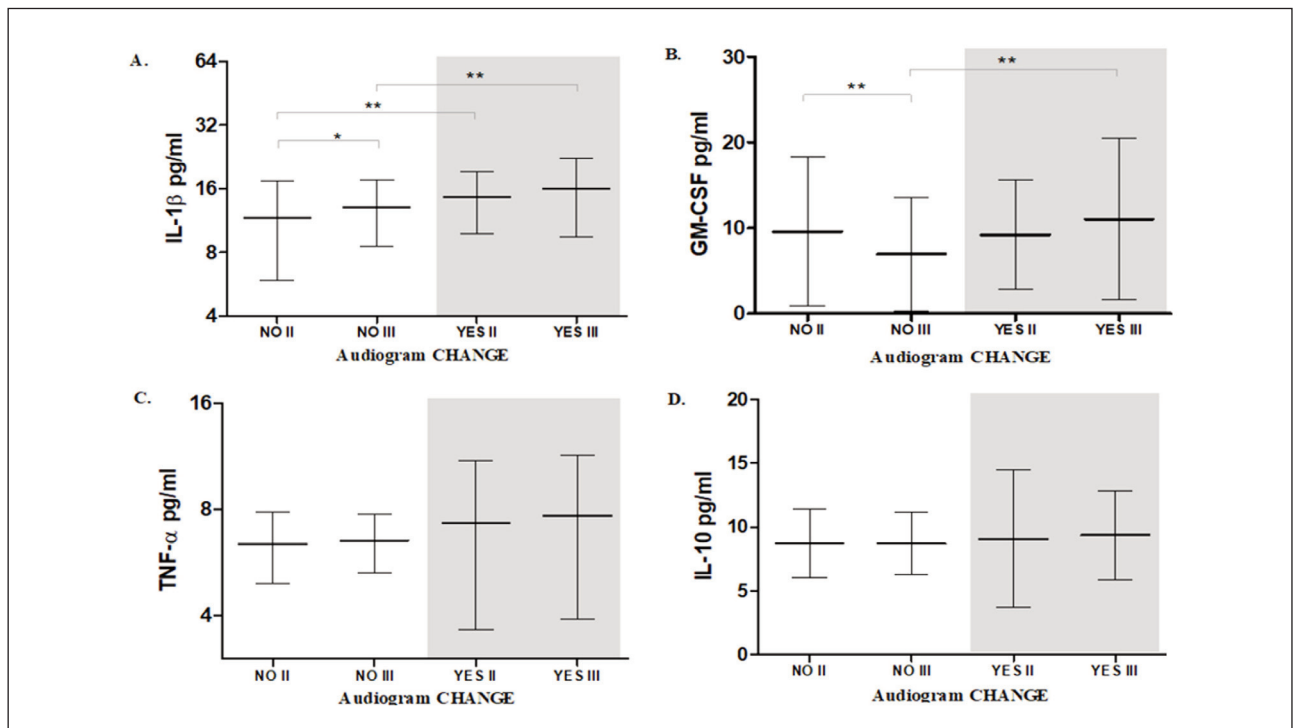 A.
IL-1β pg/ml
64
32
16
8
4
**
**
*
NO II
NO III
YES II
YES III
Audiogram CHANGE
B.
GM-CSF pg/ml
30
20
10
0
**
**
NO II
NO III
YES II
YES III
Audiogram CHANGE
C.
TNF-α pg/ml
16
8
4
NO II
NO III
YES II
YES III
Audiogram CHANGE
D.
IL-10 pg/ml
20
15
10
5
0
NO II
NO III
YES II
YES III
Audiogram CHANGE